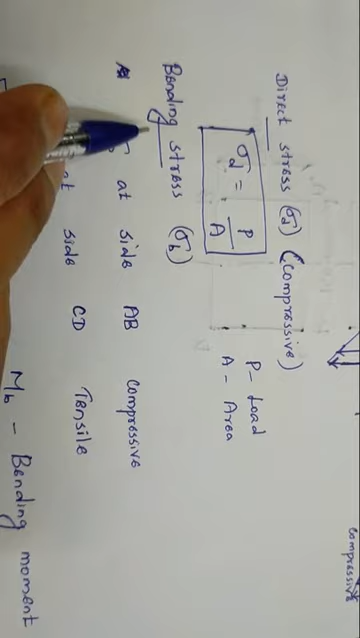 compressive
Direct stress (σd) (compressive)
σd = P / A
P - Load
A - Area
Bending stress (σb)
at side AB compressive
at side CD Tensile
Mb - Bending moment